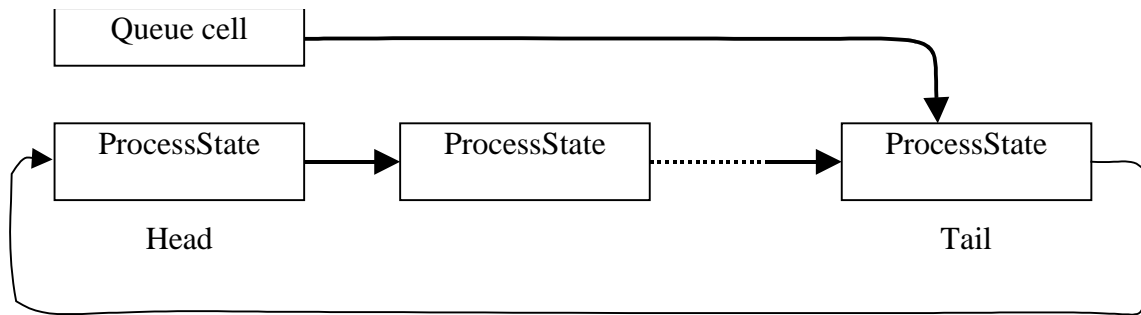 Queue cell
ProcessState
ProcessState
ProcessState
Head
Tail